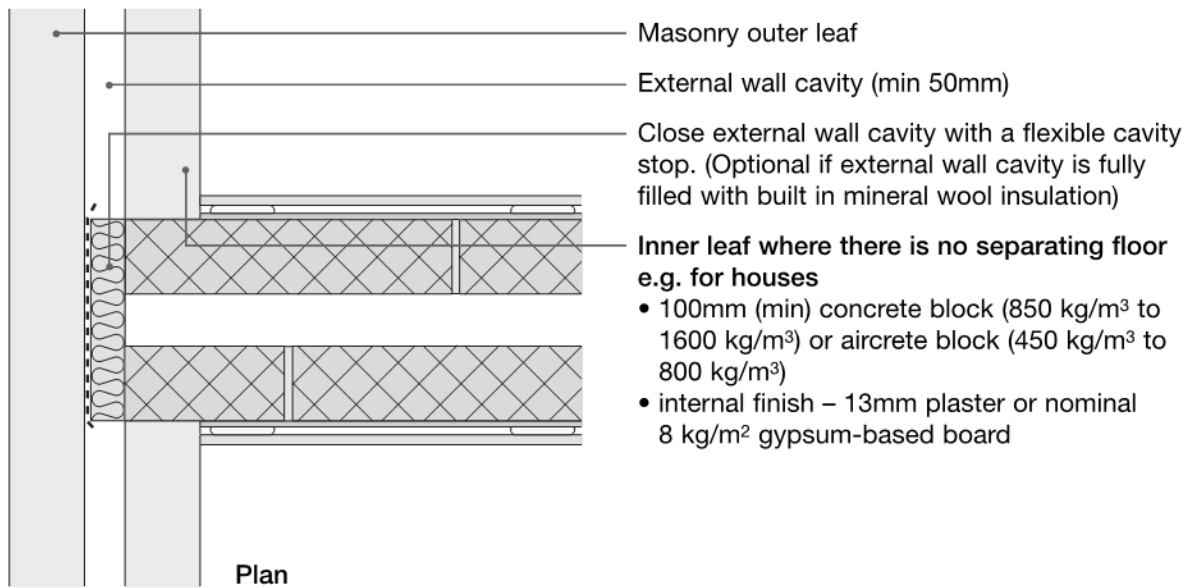 Masonry outer leaf
External wall cavity (min 50mm)
Close external wall cavity with a flexible cavity
stop. (Optional if external wall cavity is fully
filled with built in mineral wool insulation)
Inner leaf where there is no separating floor
e.g. for houses
• 100mm (min) concrete block (850 kg/m³ to
1600 kg/m³) or aircrete block (450 kg/m³ to
800 kg/m³)
• internal finish – 13mm plaster or nominal
8 kg/m² gypsum-based board
Plan